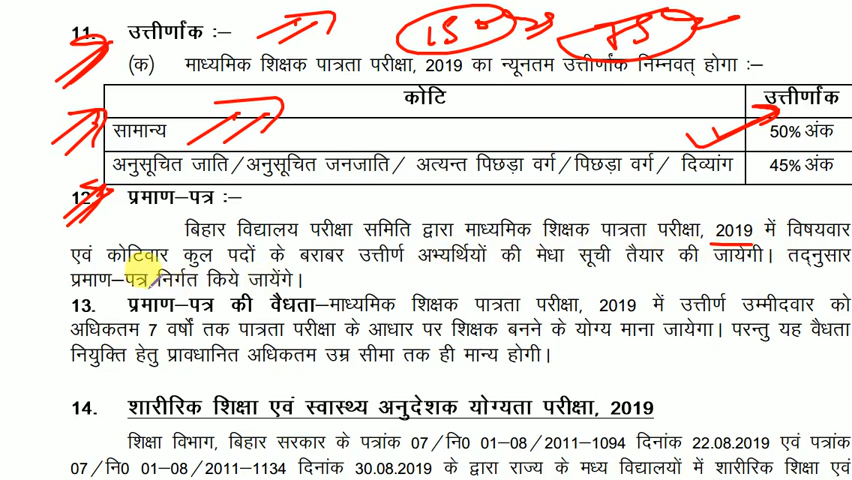 11. उत्तीर्णांक :–
(क) माध्यमिक शिक्षक पात्रता परीक्षा, 2019 का न्यूनतम उत्तीर्णांक निम्नवत् होगा :–
कोटि उत्तीर्णांक
सामान्य 50% अंक
अनुसूचित जाति/अनुसूचित जनजाति/ अत्यन्त पिछड़ा वर्ग/पिछड़ा वर्ग/ दिव्यांग 45% अंक
12. प्रमाण–पत्र :–
बिहार विद्यालय परीक्षा समिति द्वारा माध्यमिक शिक्षक पात्रता परीक्षा, 2019 में विषयवार
एवं कोटिवार कुल पदों के बराबर उत्तीर्ण अभ्यर्थियों की मेधा सूची तैयार की जायेगी। तद्नुसार
प्रमाण–पत्र निर्गत किये जायेंगे।
13. प्रमाण–पत्र की वैधता–माध्यमिक शिक्षक पात्रता परीक्षा, 2019 में उत्तीर्ण उम्मीदवार को
अधिकतम 7 वर्षों तक पात्रता परीक्षा के आधार पर शिक्षक बनने के योग्य माना जायेगा। परन्तु यह वैधता
नियुक्ति हेतु प्रावधानित अधिकतम उम्र सीमा तक ही मान्य होगी।
14. शारीरिक शिक्षा एवं स्वास्थ्य अनुदेशक योग्यता परीक्षा, 2019
शिक्षा विभाग, बिहार सरकार के पत्रांक 07/नि0 01–08/2011–1094 दिनांक 22.08.2019 एवं पत्रांक
07/नि0 01–08/2011–1134 दिनांक 30.08.2019 के द्वारा राज्य के मध्य विद्यालयों में शारीरिक शिक्षा एवं